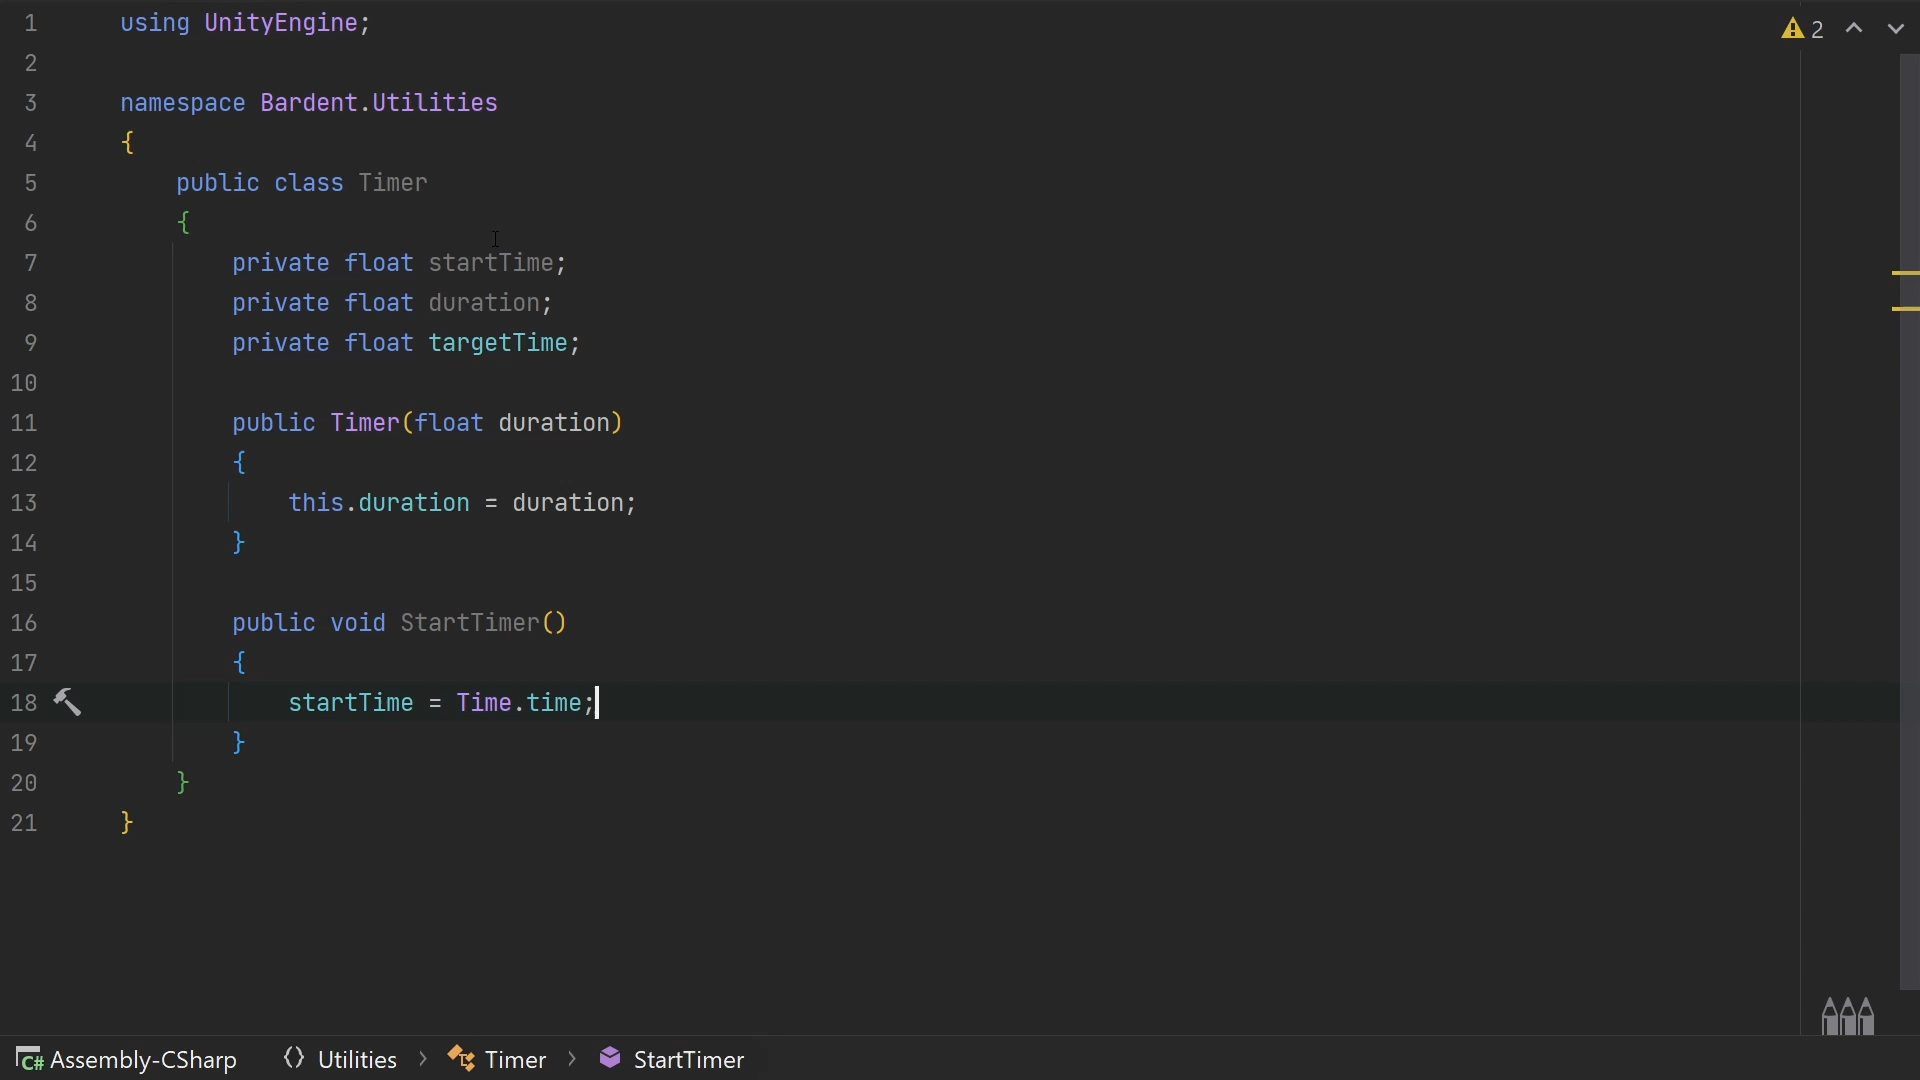 1 using UnityEngine;
2
3 namespace Bardent.Utilities
4 {
5 public class Timer
6 {
7 private float startTime;
8 private float duration;
9 private float targetTime;
10
11 public Timer(float duration)
12 {
13 this.duration = duration;
14 }
15
16 public void StartTimer()
17 {
18 startTime = Time.time;
19 }
20 }
21 }
2
C# Assembly-CSharp {} Utilities > Timer > StartTimer